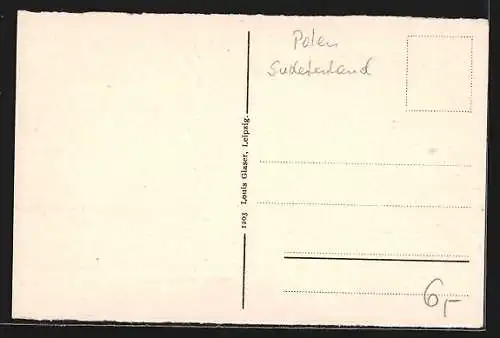 Polen
Sudetenland
1203 Louis Glaser, Leipzig.
6,-